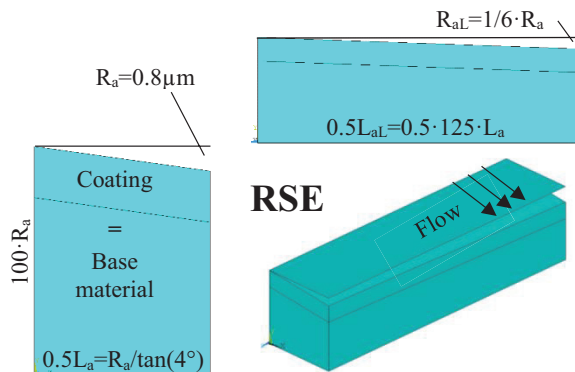 R_aL=1/6·R_a
R_a=0.8μm
0.5L_aL=0.5·125·L_a
Coating
=
Base
material
100·R_a
0.5L_a=R_a/tan(4°)
RSE
Flow